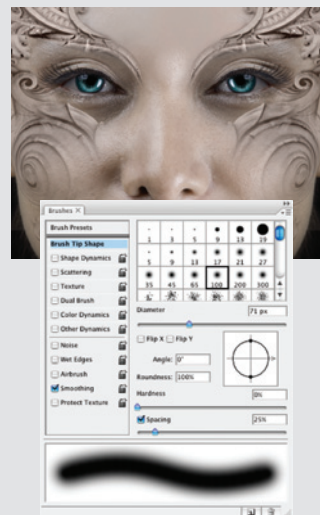 Brushes ×
Brush Presets
Brush Tip Shape
Shape Dynamics
Scattering
Texture
Dual Brush
Color Dynamics
Other Dynamics
Noise
Wet Edges
Airbrush
Smoothing
Protect Texture
1 3 5 9 13 19
5 9 13 17 21 27
35 45 65 100 200 300
Diameter 71 px
Flip X Flip Y
Angle: 0°
Roundness: 100%
Hardness 0%
Spacing 25%